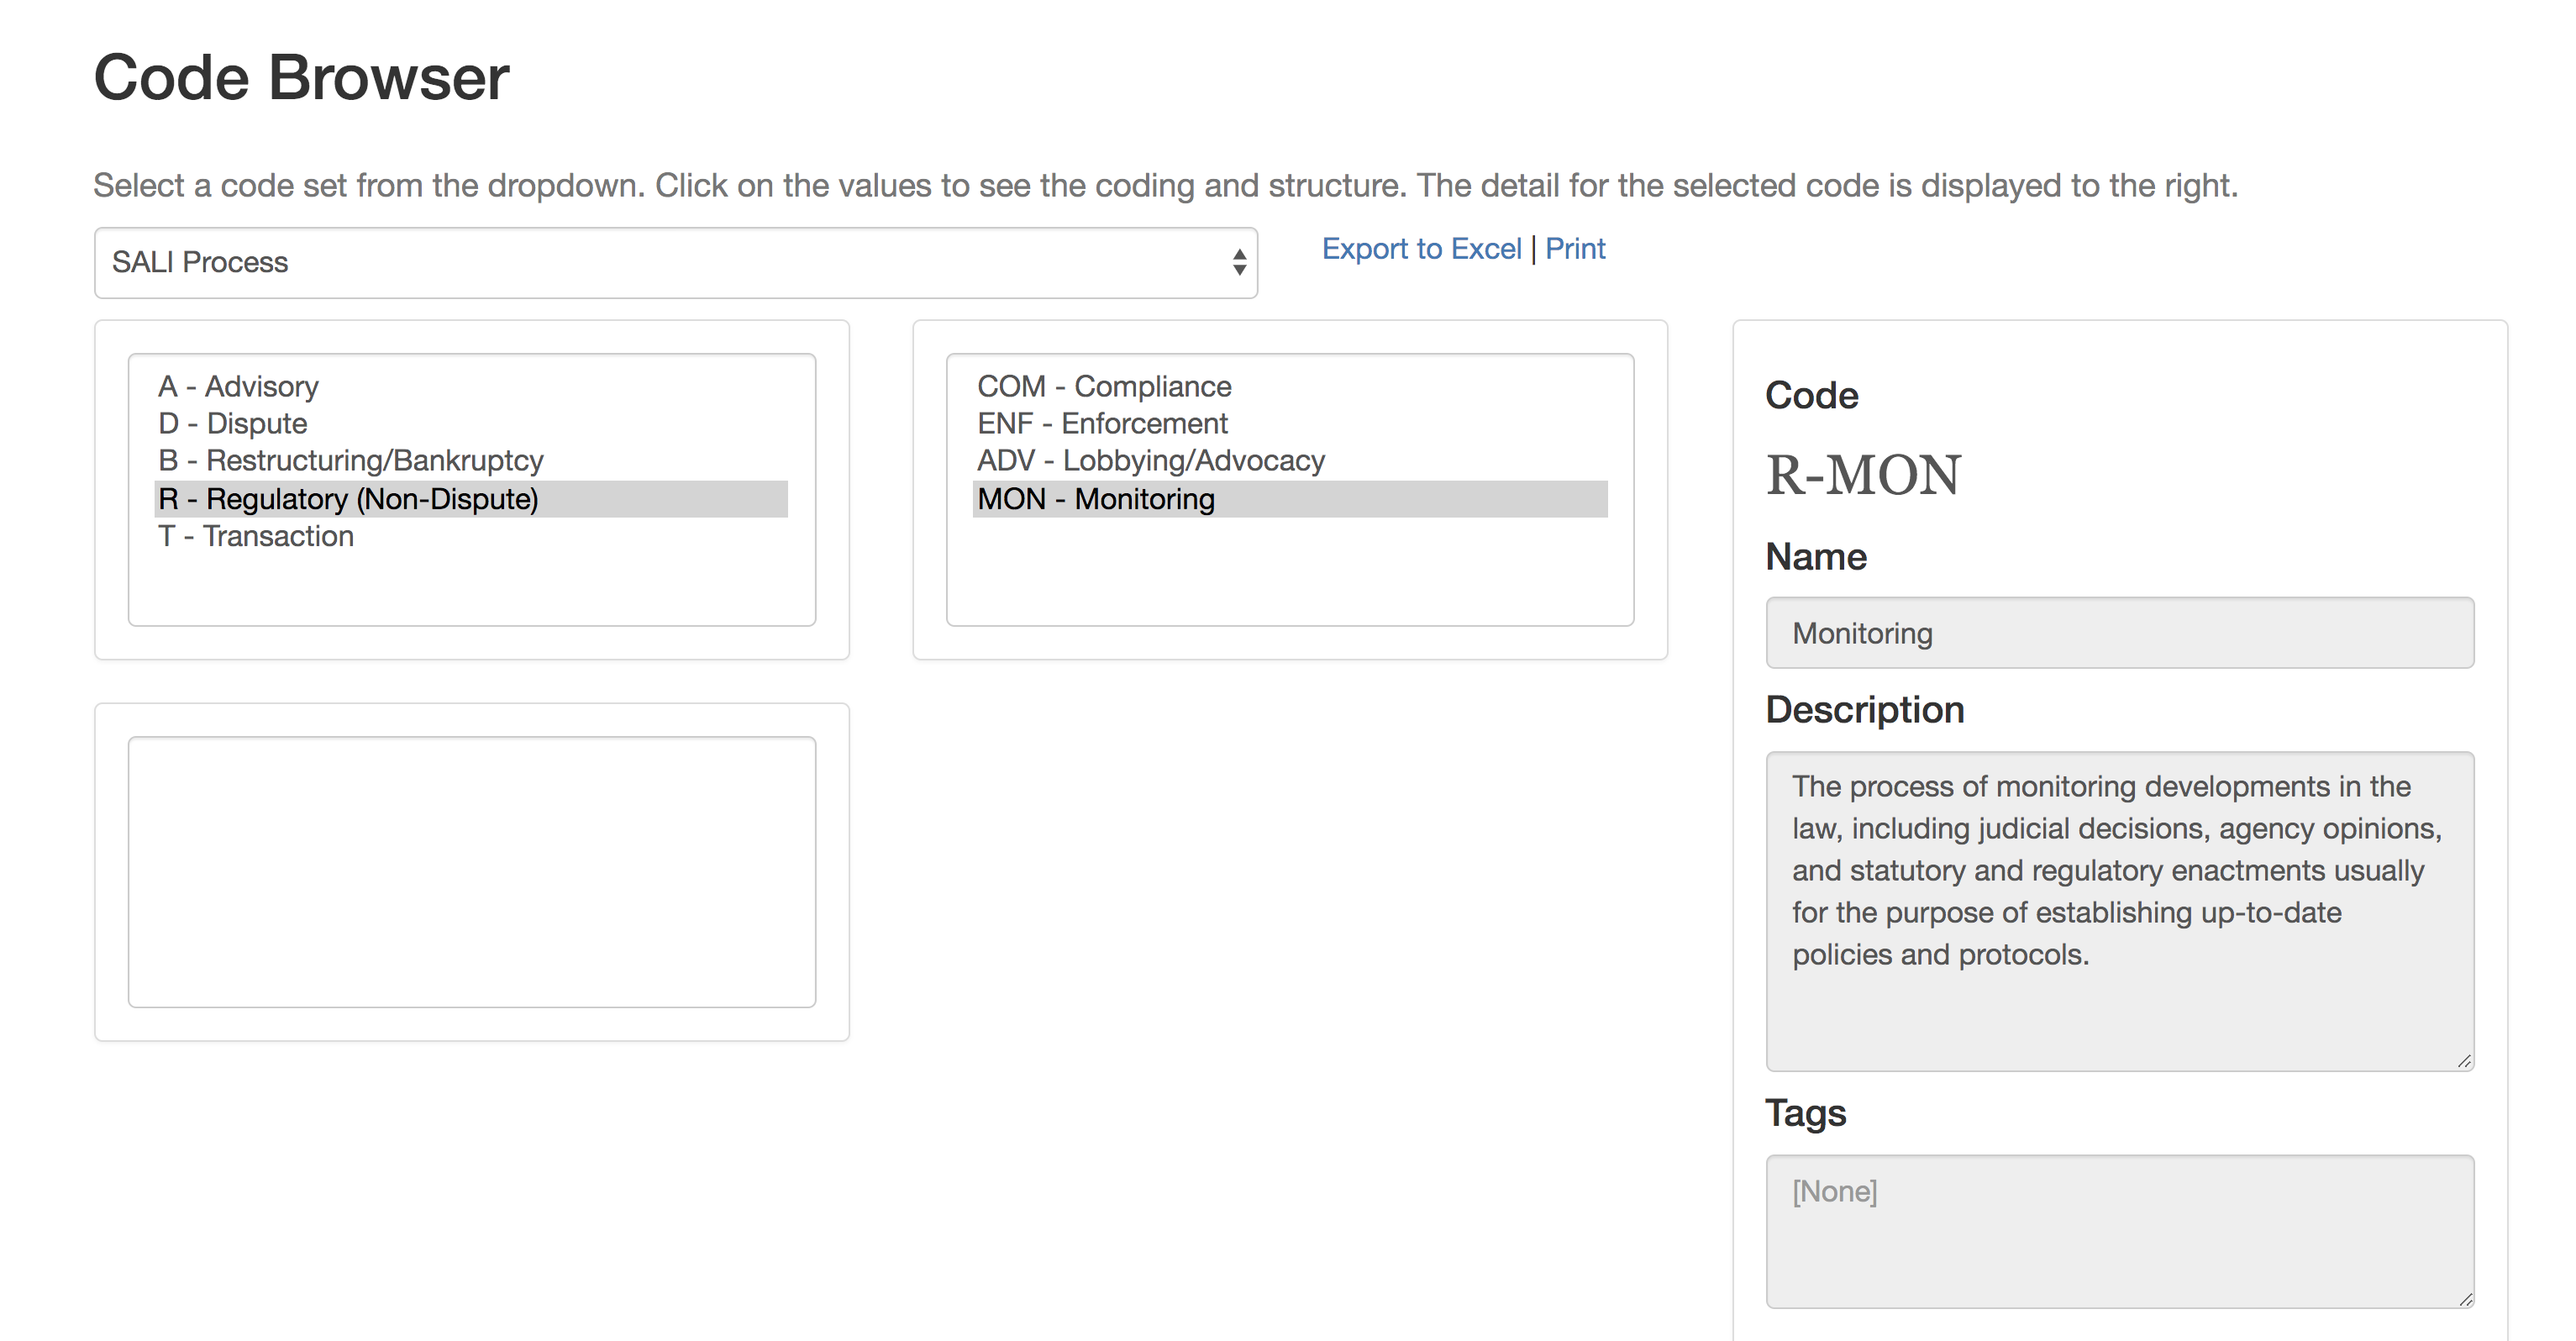 Code Browser
Select a code set from the dropdown. Click on the values to see the coding and structure. The detail for the selected code is displayed to the right.
SALI Process
Export to Excel | Print
A - Advisory
D - Dispute
B - Restructuring/Bankruptcy
R - Regulatory (Non-Dispute)
T - Transaction
COM - Compliance
ENF - Enforcement
ADV - Lobbying/Advocacy
MON - Monitoring
Code
R-MON
Name
Monitoring
Description
The process of monitoring developments in the
law, including judicial decisions, agency opinions,
and statutory and regulatory enactments usually
for the purpose of establishing up-to-date
policies and protocols.
Tags
[None]